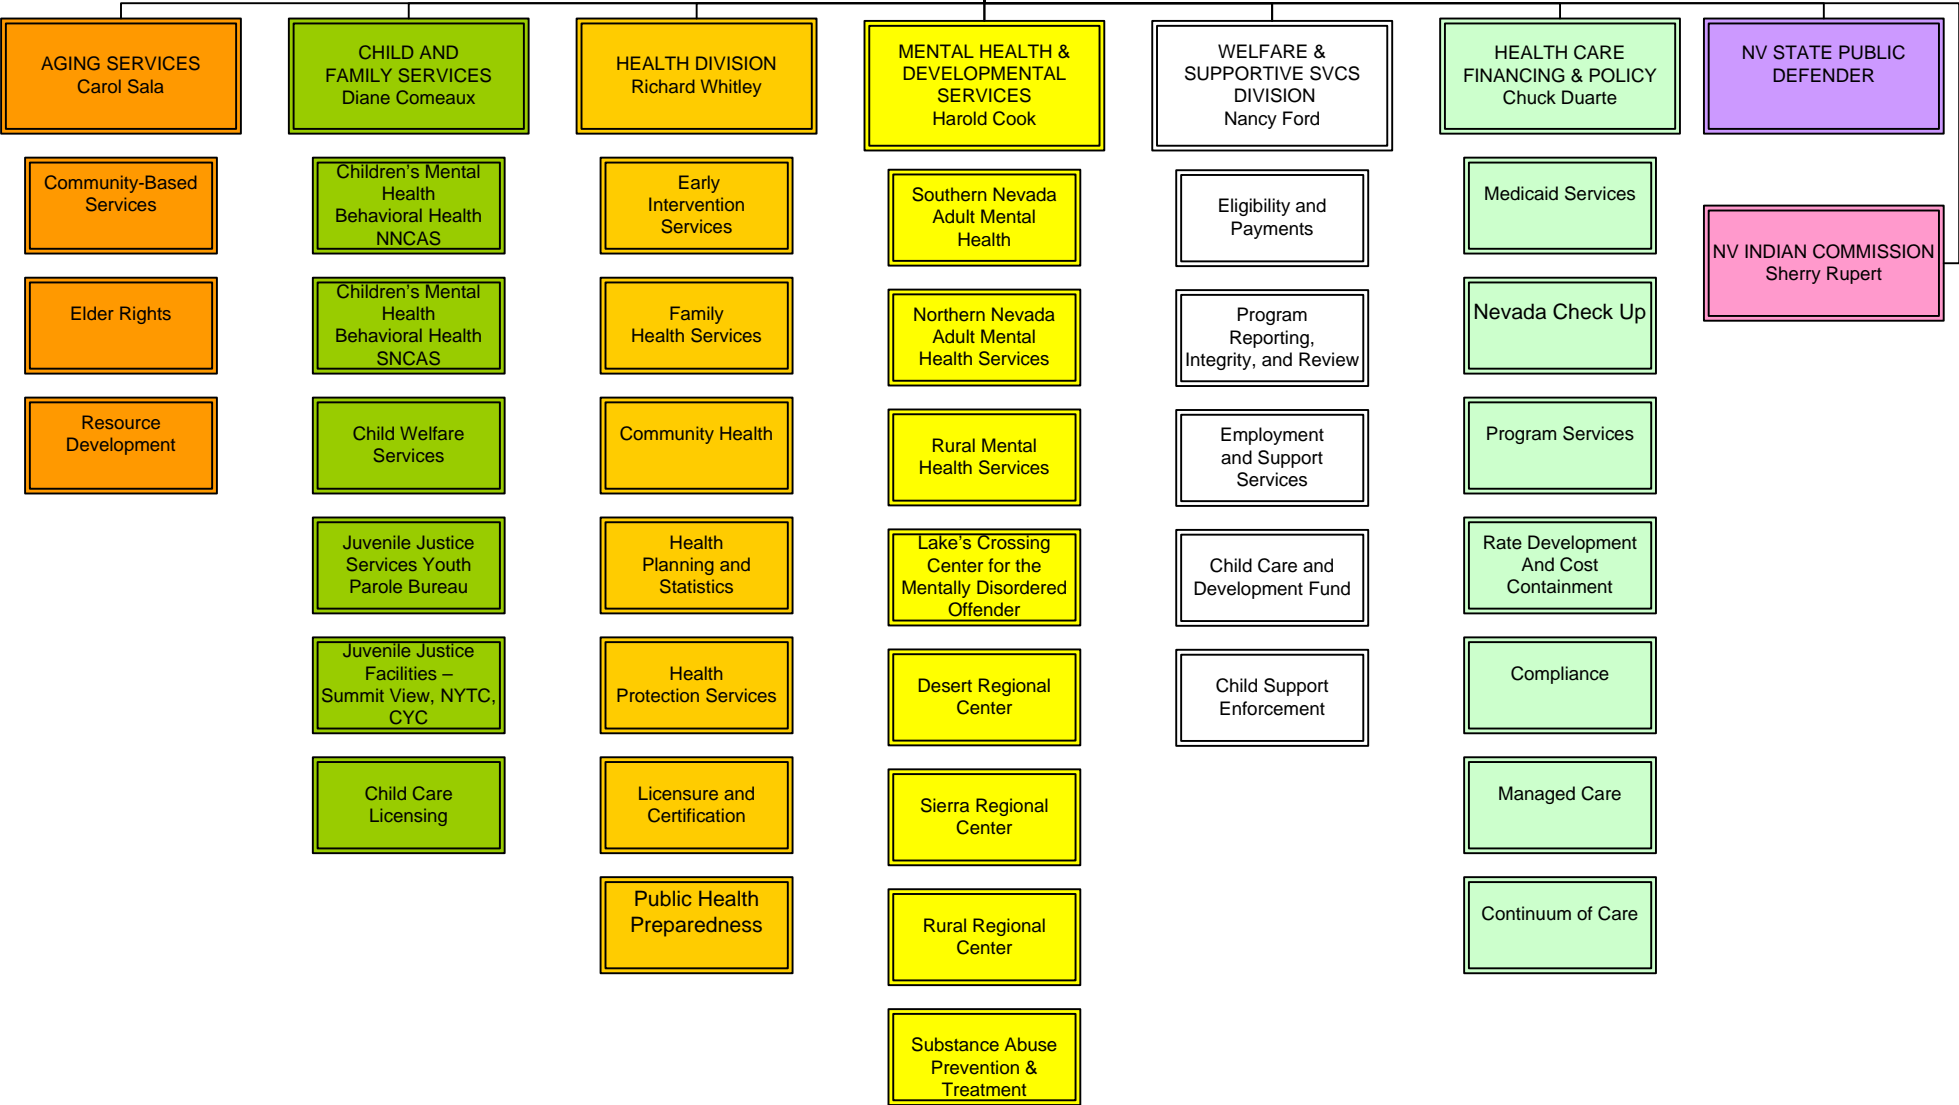 AGING SERVICES
Carol Sala
Community-Based
Services
Elder Rights
Resource
Development
CHILD AND
FAMILY SERVICES
Diane Comeaux
Children's Mental
Health
Behavioral Health
NNCAS
Children's Mental
Health
Behavioral Health
SNCAS
Child Welfare
Services
Juvenile Justice
Services Youth
Parole Bureau
Juvenile Justice
Facilities –
Summit View, NYTC,
CYC
Child Care
Licensing
HEALTH DIVISION
Richard Whitley
Early
Intervention
Services
Family
Health Services
Community Health
Health
Planning and
Statistics
Health
Protection Services
Licensure and
Certification
Public Health
Preparedness
MENTAL HEALTH &
DEVELOPMENTAL
SERVICES
Harold Cook
Southern Nevada
Adult Mental
Health
Northern Nevada
Adult Mental
Health Services
Rural Mental
Health Services
Lake's Crossing
Center for the
Mentally Disordered
Offender
Desert Regional
Center
Sierra Regional
Center
Rural Regional
Center
Substance Abuse
Prevention &
Treatment
WELFARE &
SUPPORTIVE SVCS
DIVISION
Nancy Ford
Eligibility and
Payments
Program
Reporting,
Integrity, and Review
Employment
and Support
Services
Child Care and
Development Fund
Child Support
Enforcement
HEALTH CARE
FINANCING & POLICY
Chuck Duarte
Medicaid Services
Nevada Check Up
Program Services
Rate Development
And Cost
Containment
Compliance
Managed Care
Continuum of Care
NV STATE PUBLIC
DEFENDER
NV INDIAN COMMISSION
Sherry Rupert